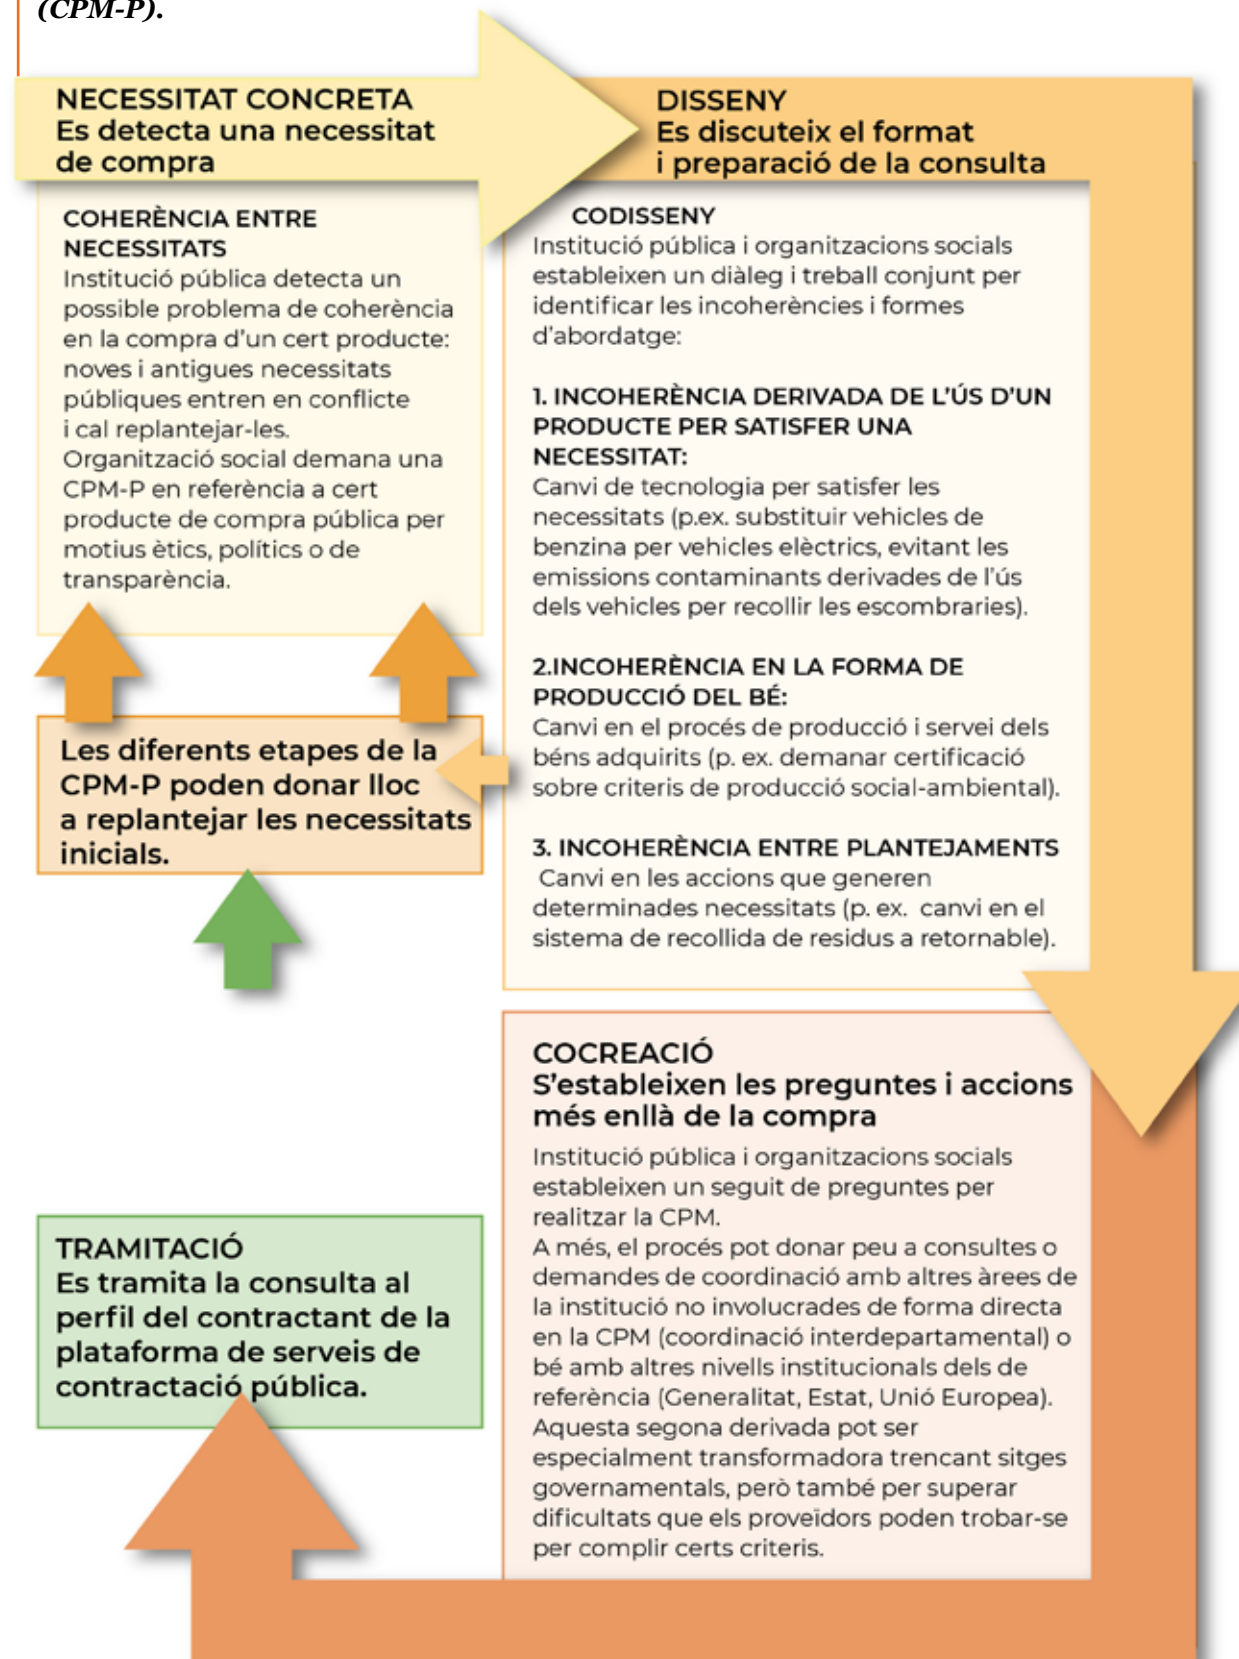 (CPM-P).
NECESSITAT CONCRETA
Es detecta una necessitat
de compra
DISSENY
Es discuteix el format
i preparació de la consulta
COHERÈNCIA ENTRE
NECESSITATS
Institució pública detecta un
possible problema de coherència
en la compra d'un cert producte:
noves i antigues necessitats
públiques entren en conflicte
i cal replantejar-les.
Organització social demana una
CPM-P en referència a cert
producte de compra pública per
motius ètics, polítics o de
transparència.
CODISSENY
Institució pública i organitzacions socials
estableixen un diàleg i treball conjunt per
identificar les incoherències i formes
d'abordatge:
1. INCOHERÈNCIA DERIVADA DE L'ÚS D'UN
PRODUCTE PER SATISFER UNA
NECESSITAT:
Canvi de tecnologia per satisfer les
necessitats (p.ex. substituir vehicles de
benzina per vehicles elèctrics, evitant les
emissions contaminants derivades de l'ús
dels vehicles per recollir les escombraries).
2.INCOHERÈNCIA EN LA FORMA DE
PRODUCCIÓ DEL BÉ:
Canvi en el procés de producció i servei dels
béns adquirits (p. ex. demanar certificació
sobre criteris de producció social-ambiental).
3. INCOHERÈNCIA ENTRE PLANTEJAMENTS
Canvi en les accions que generen
determinades necessitats (p. ex. canvi en el
sistema de recollida de residus a retornable).
Les diferents etapes de la
CPM-P poden donar lloc
a replantejar les necessitats
inicials.
COCREACIÓ
S'estableixen les preguntes i accions
més enllà de la compra
Institució pública i organitzacions socials
estableixen un seguit de preguntes per
realitzar la CPM.
A més, el procés pot donar peu a consultes o
demandes de coordinació amb altres àrees de
la institució no involucrades de forma directa
en la CPM (coordinació interdepartamental) o
bé amb altres nivells institucionals dels de
referència (Generalitat, Estat, Unió Europea).
Aquesta segona derivada pot ser
especialment transformadora trencant sitges
governamentals, però també per superar
dificultats que els proveïdors poden trobar-se
per complir certs criteris.
TRAMITACIÓ
Es tramita la consulta al
perfil del contractant de la
plataforma de serveis de
contractació pública.